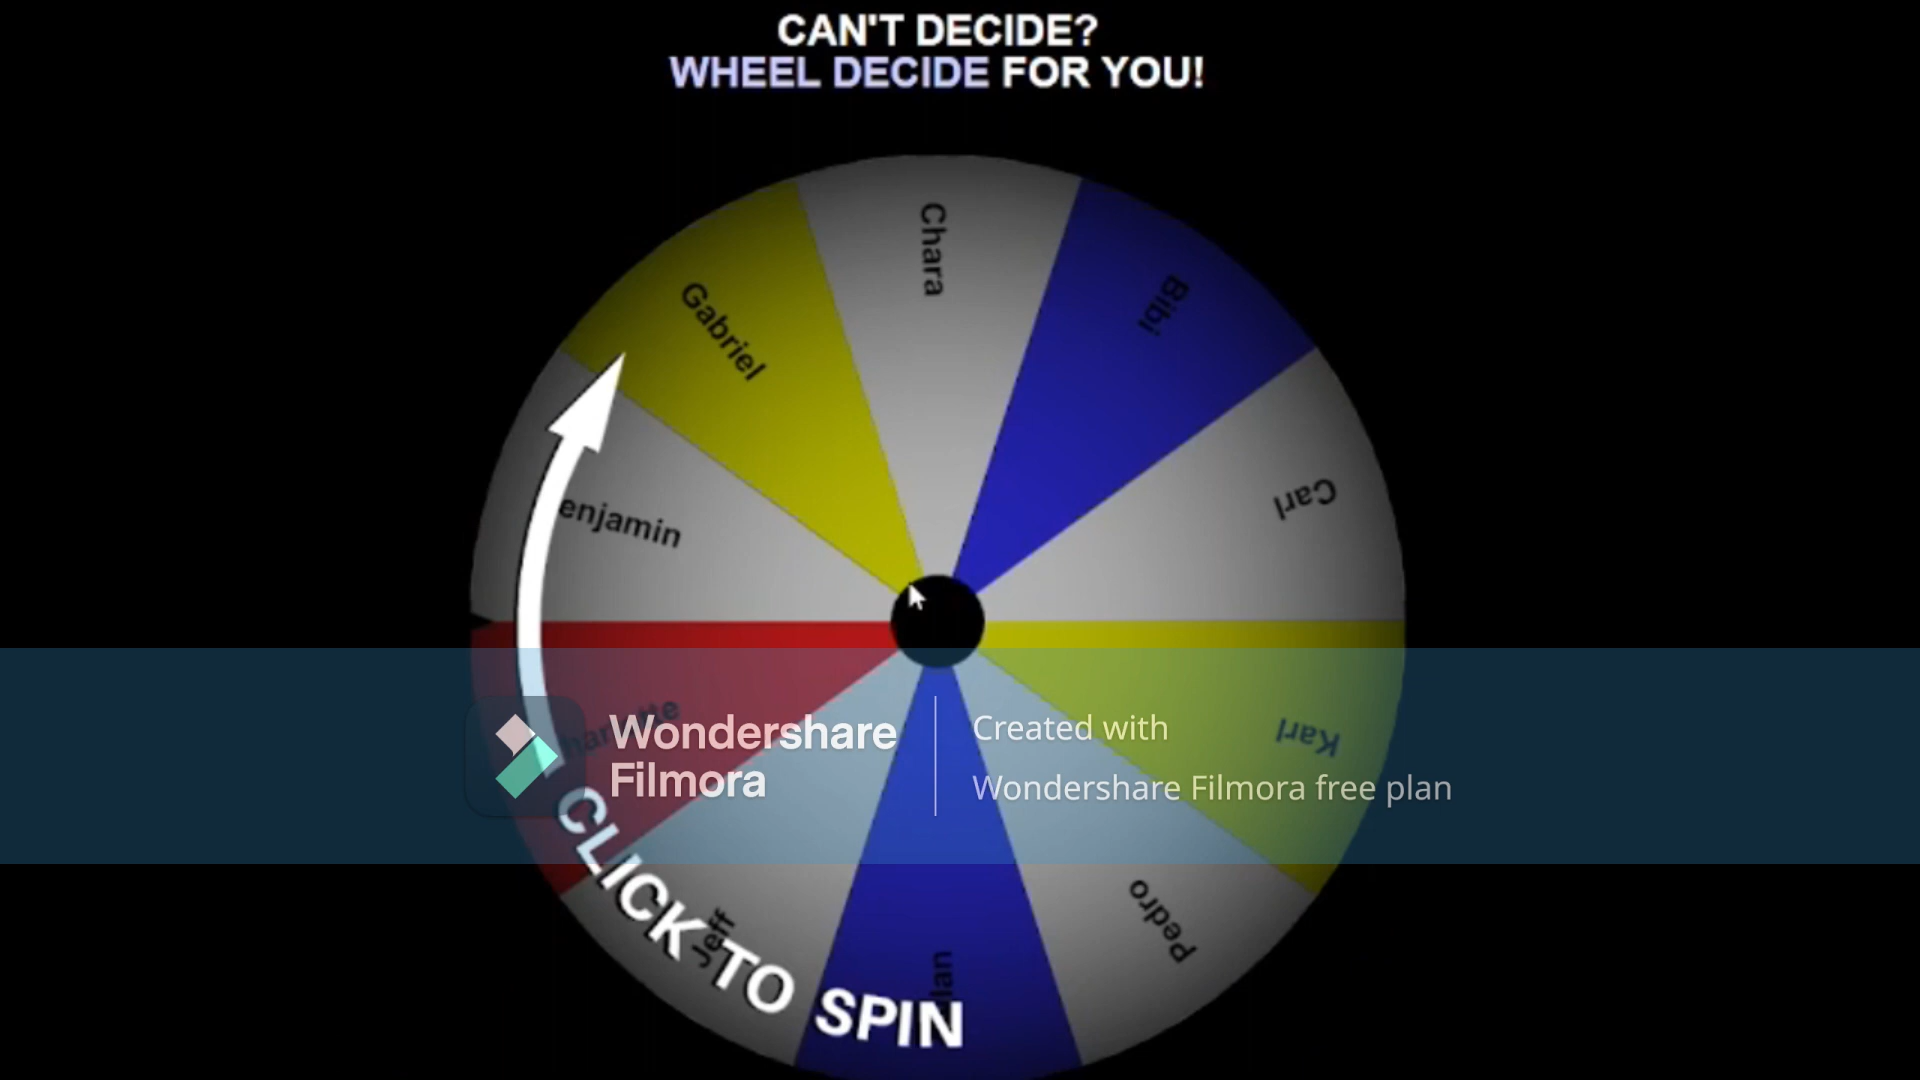 CAN'T DECIDE?
WHEEL DECIDE FOR YOU!
Chara
Bibi
Gabriel
Carl
enjamin
Karl
Wondershare
Filmora
Created with
Wondershare Filmora free plan
Pedro
Jeff
CLICK TO SPIN